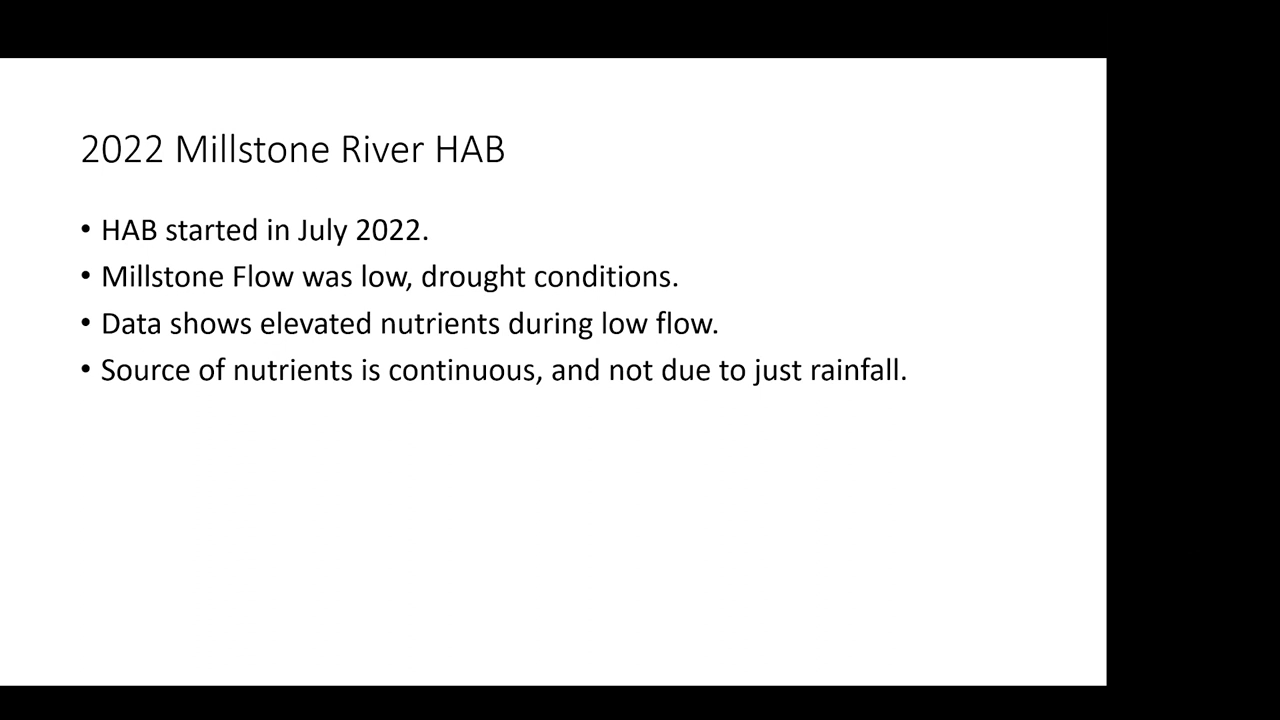 2022 Millstone River HAB
• HAB started in July 2022.
• Millstone Flow was low, drought conditions.
• Data shows elevated nutrients during low flow.
• Source of nutrients is continuous, and not due to just rainfall.